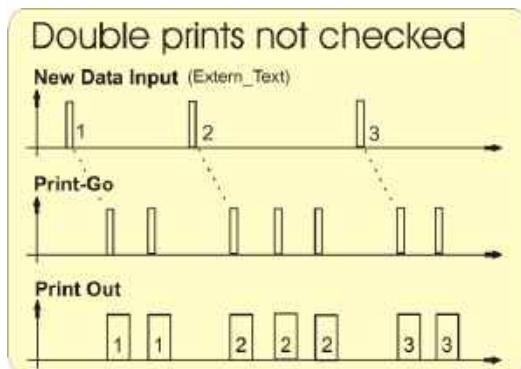 Double prints not checked
New Data Input (Extern_Text)
1 2 3
Print-Go
Print Out
1 1 2 2 2 3 3